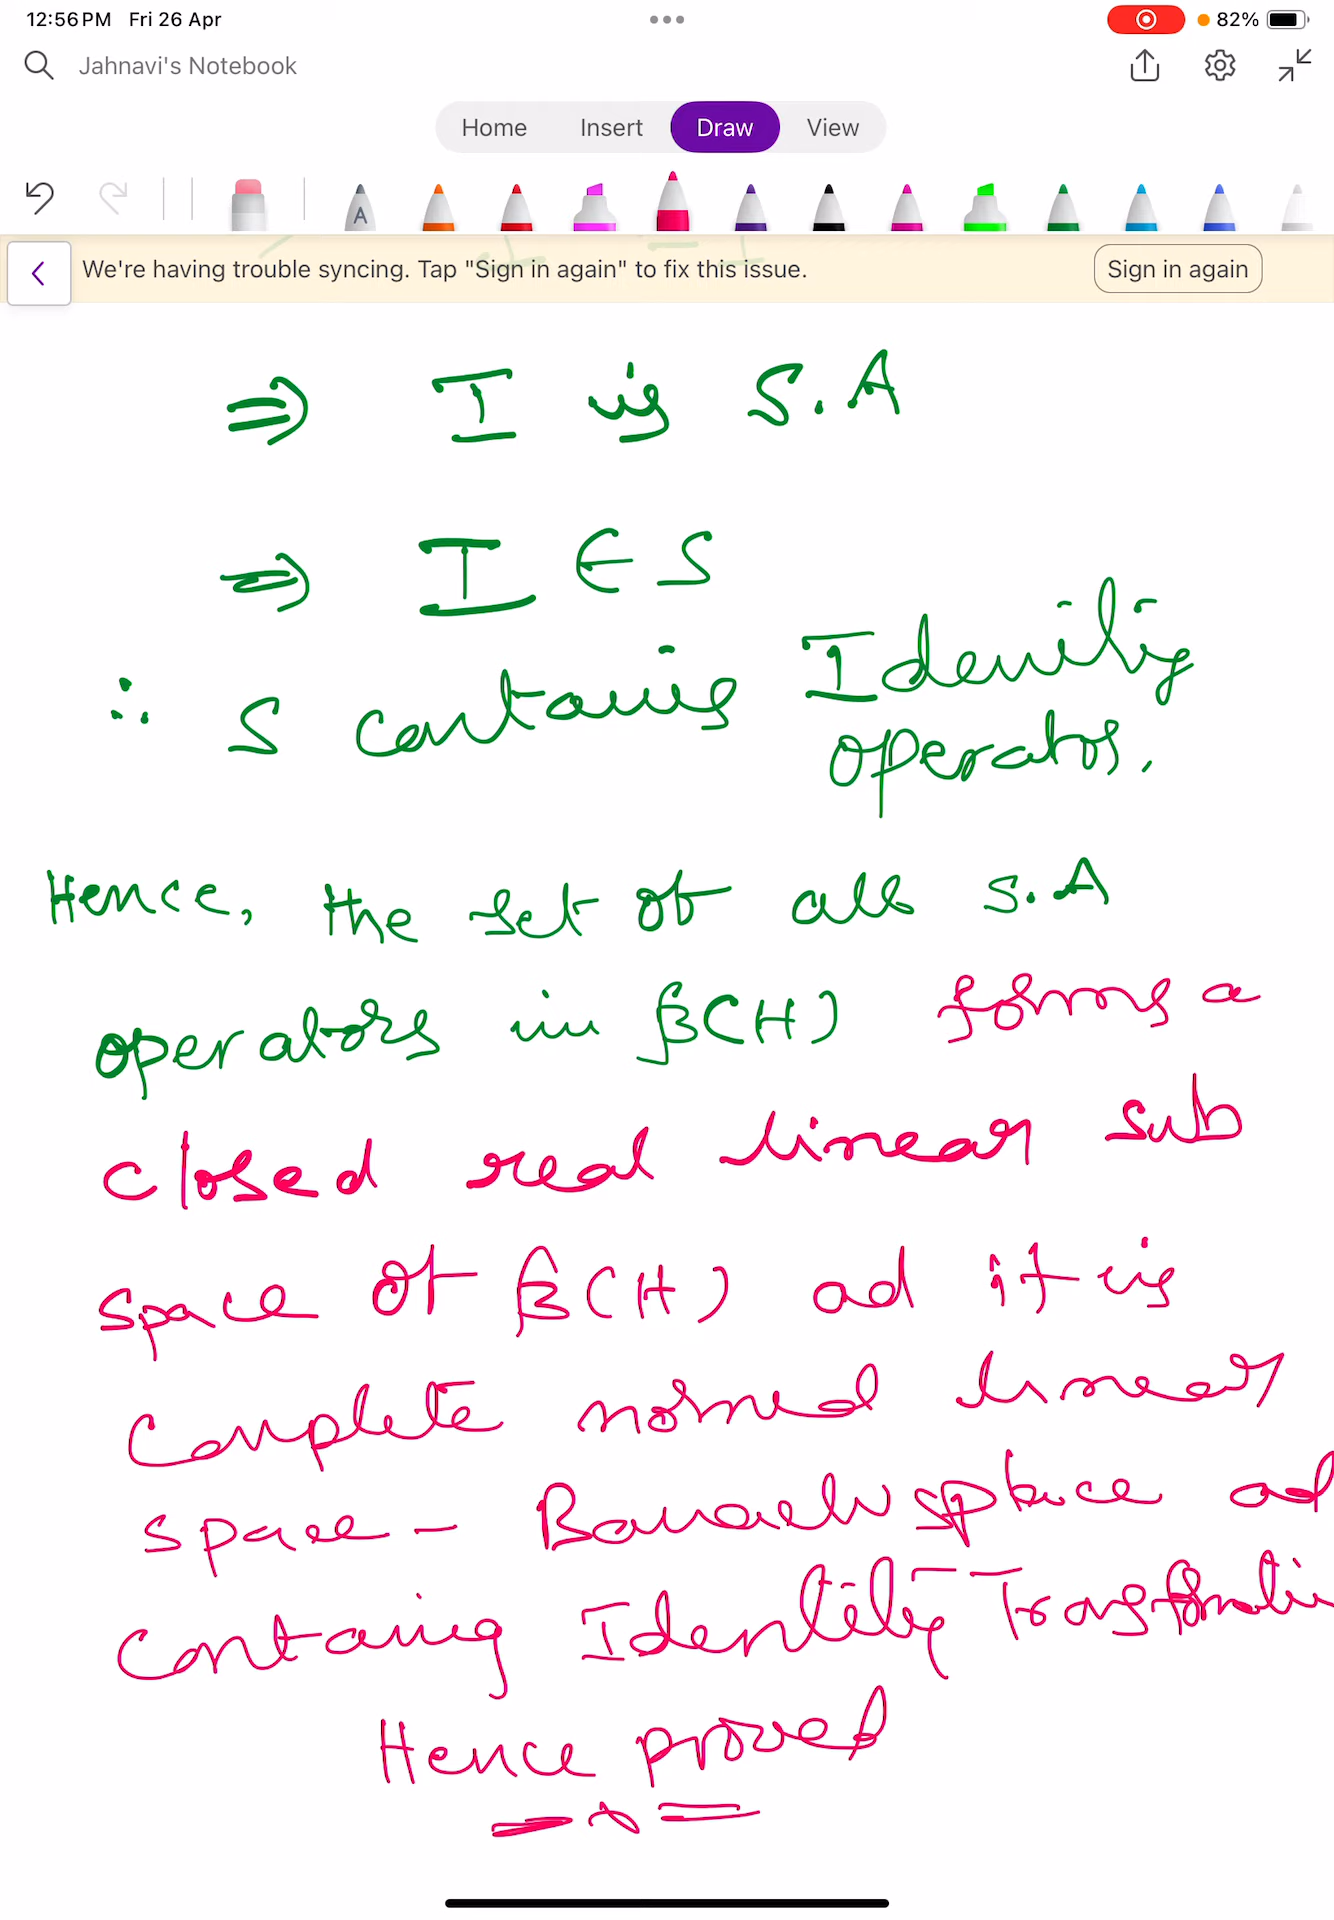 12:56 PM Fri 26 Apr
82%
Jahnavi's Notebook
Home Insert Draw View
A
We're having trouble syncing. Tap "Sign in again" to fix this issue.
Sign in again
⇒ I is S.A
⇒ I ∈ S
∴ S contains Identity
operator.
Hence, the set of all S.A
operators in β(H) forms a
closed real linear sub
space of β(H) ad it is
complete normed linear
space - Banach space ad
containing Identity Transformation
Hence proved